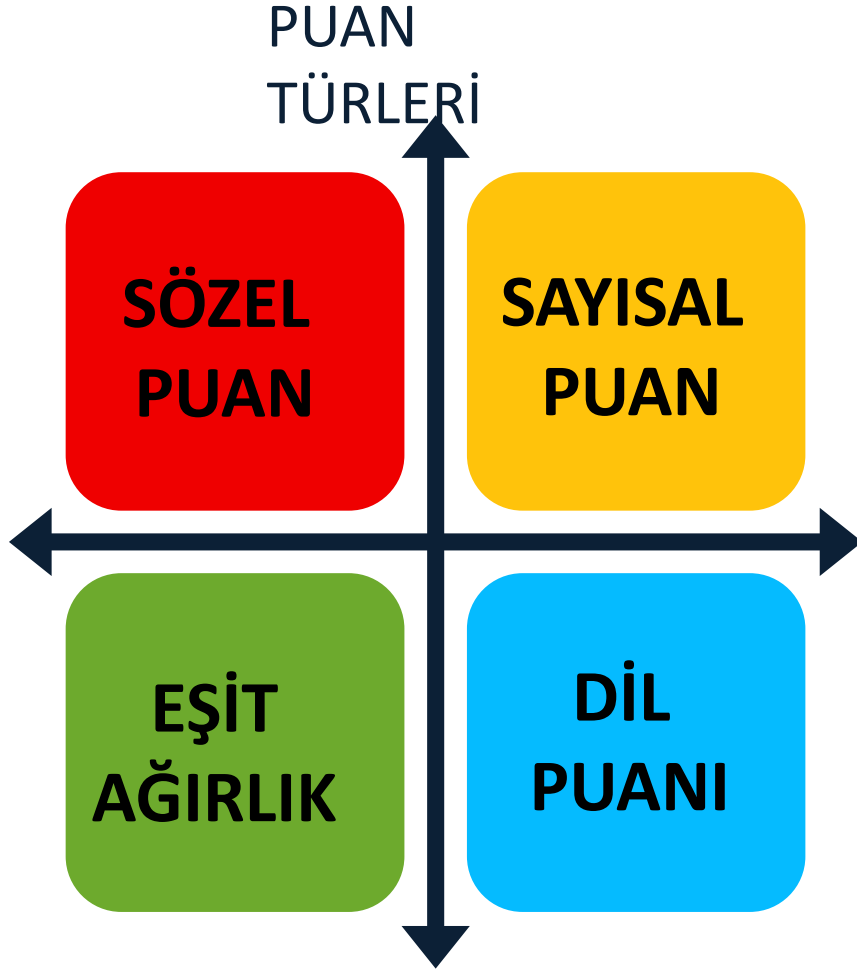 PUAN
TÜRLERİ
SÖZEL
PUAN
SAYISAL
PUAN
EŞİT
AĞIRLIK
DİL
PUANI